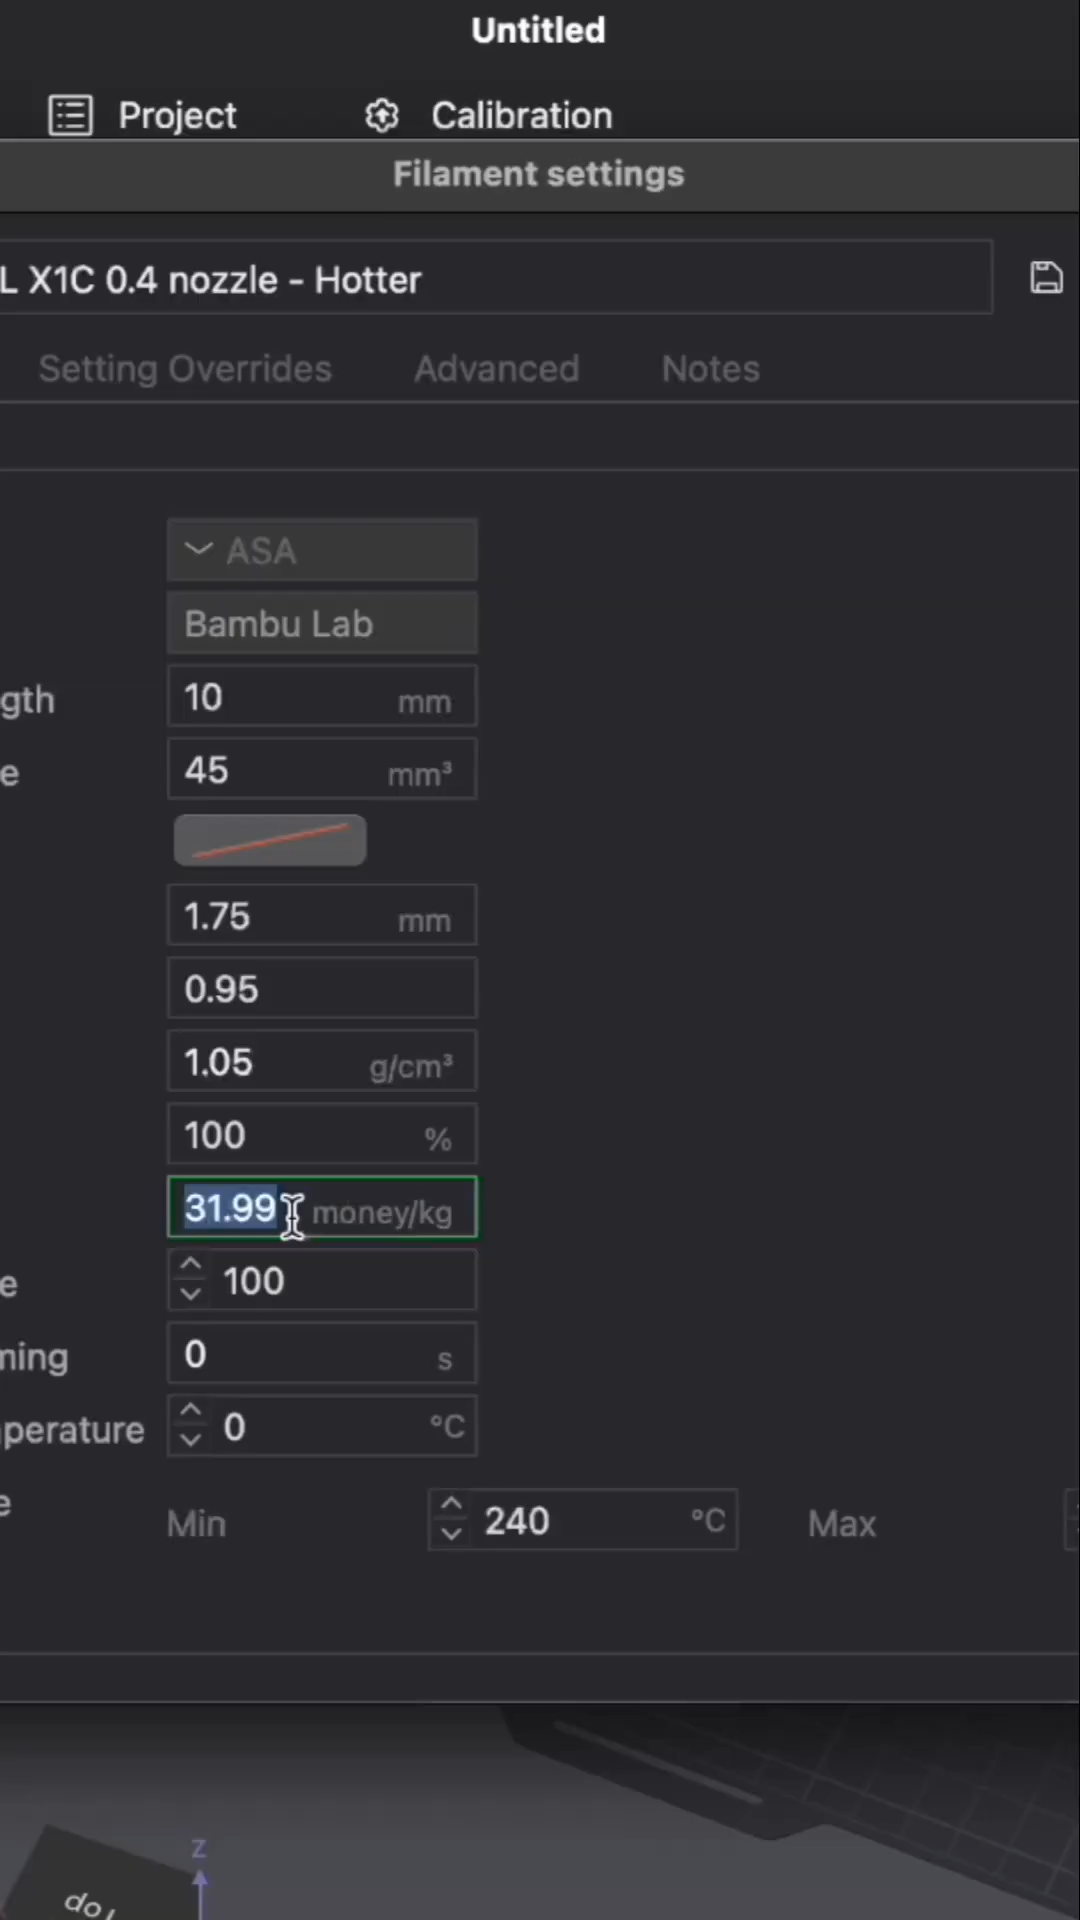 Untitled
Project Calibration
Filament settings
L X1C 0.4 nozzle - Hotter
Setting Overrides Advanced Notes
ASA
Bambu Lab
gth 10 mm
e 45 mm³
1.75 mm
0.95
1.05 g/cm³
100 %
31.99 money/kg
e 100
ning 0 s
perature 0 °C
e Min 240 °C Max
Z